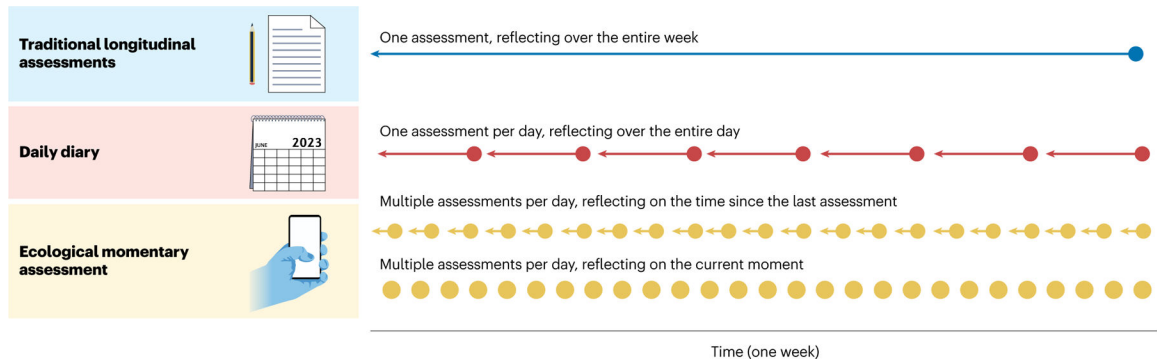 Traditional longitudinal
assessments
One assessment, reflecting over the entire week
Daily diary
JUNE 2023
One assessment per day, reflecting over the entire day
Ecological momentary
assessment
Multiple assessments per day, reflecting on the time since the last assessment
Multiple assessments per day, reflecting on the current moment
Time (one week)